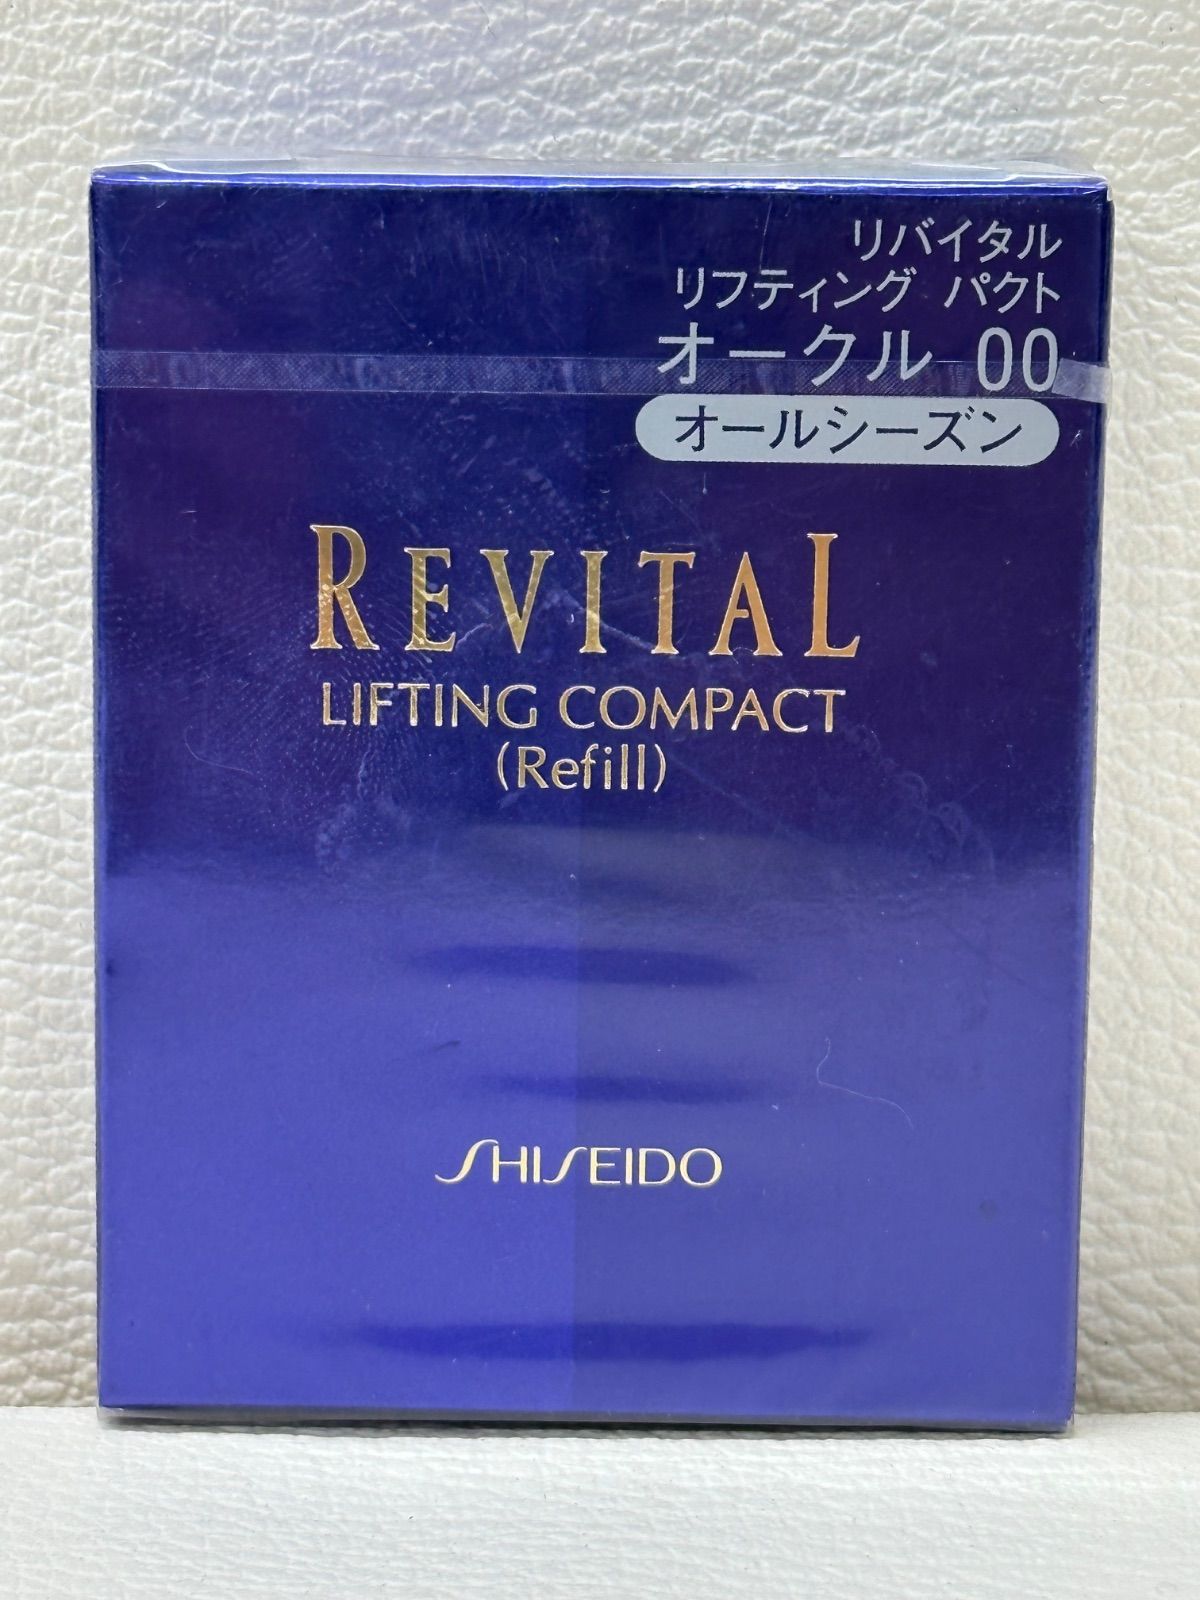 リバイタル
リフティング パクト
オークル 00
オールシーズン
REVITAL
LIFTING COMPACT
(Refill)
SHISEIDO